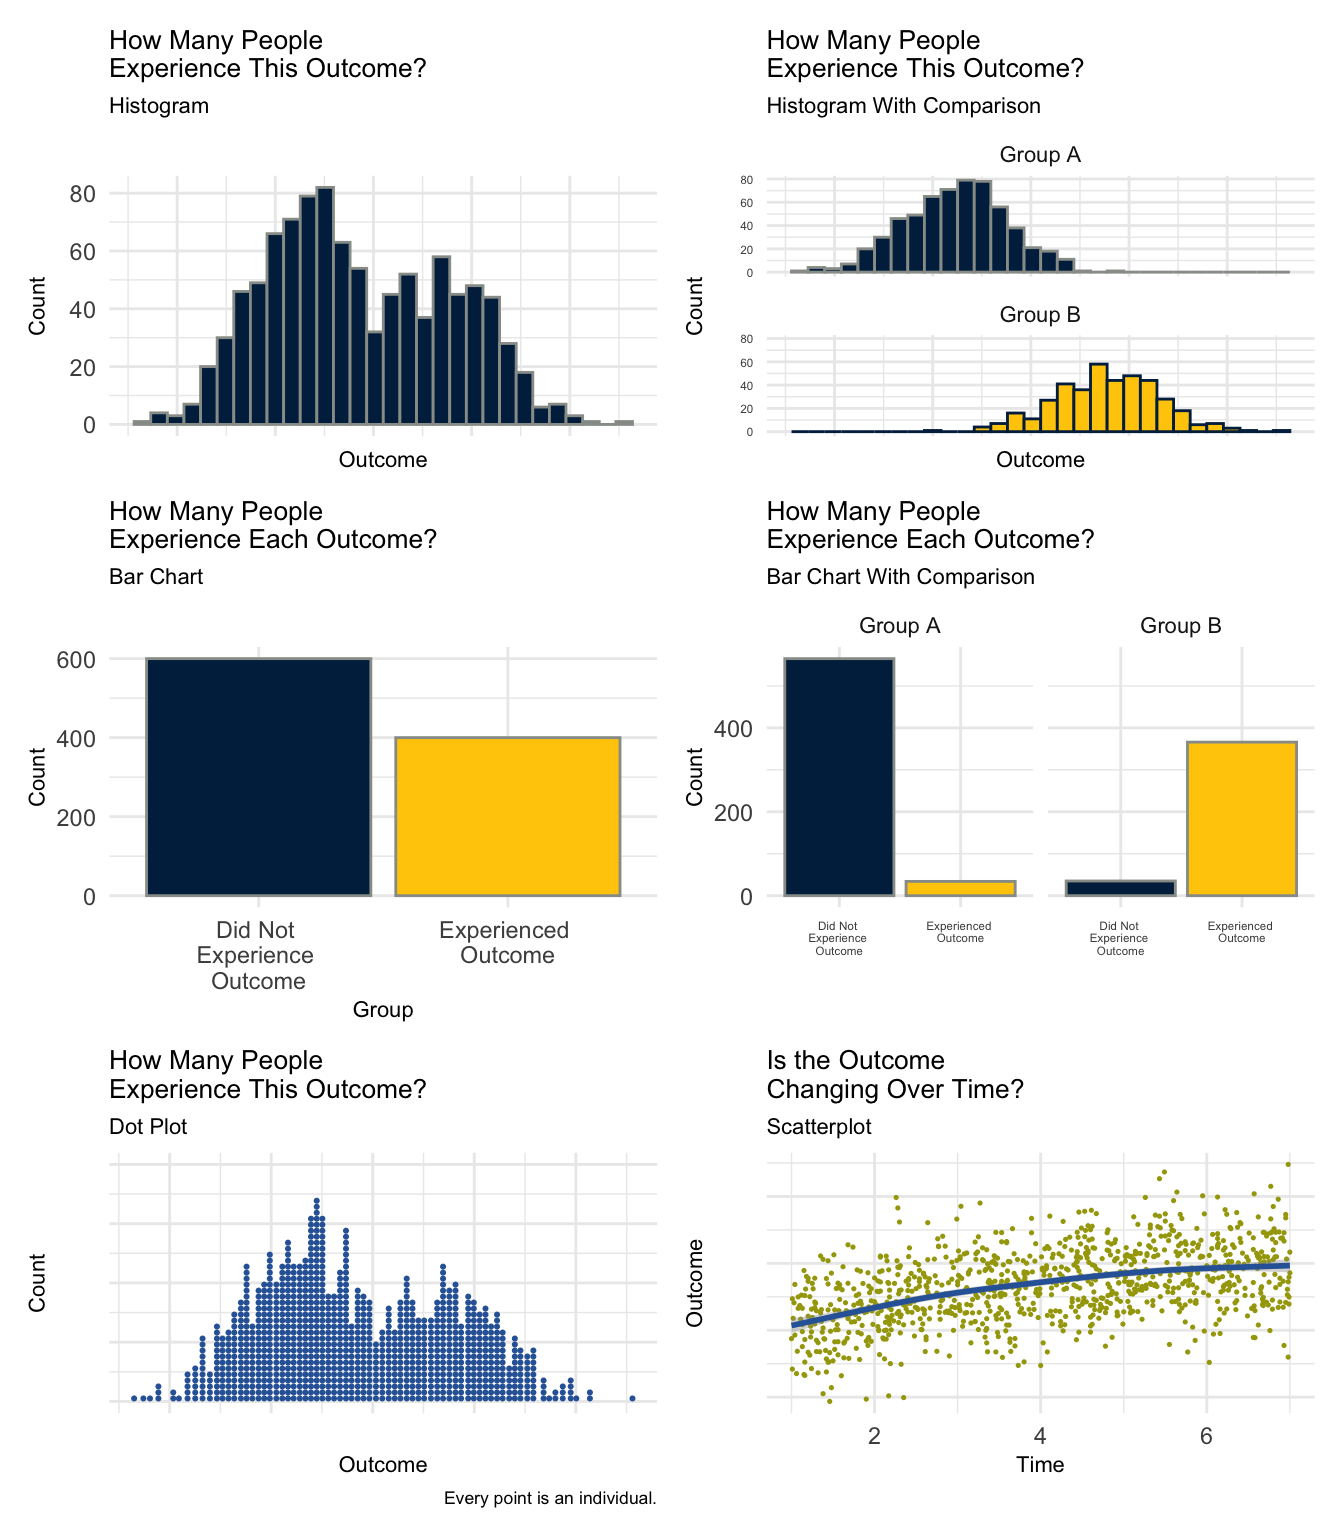 How Many People
Experience This Outcome?
Histogram
80
60
40
20
0
Count
Outcome
How Many People
Experience This Outcome?
Histogram With Comparison
Group A
80
60
40
20
0
Group B
80
60
40
20
0
Count
Outcome
How Many People
Experience Each Outcome?
Bar Chart
600
400
200
0
Count
Did Not
Experience
Outcome
Experienced
Outcome
Group
How Many People
Experience Each Outcome?
Bar Chart With Comparison
Group A
Group B
400
200
0
Count
Did Not
Experience
Outcome
Experienced
Outcome
Did Not
Experience
Outcome
Experienced
Outcome
How Many People
Experience This Outcome?
Dot Plot
Count
Outcome
Every point is an individual.
Is the Outcome
Changing Over Time?
Scatterplot
Outcome
2 4 6
Time